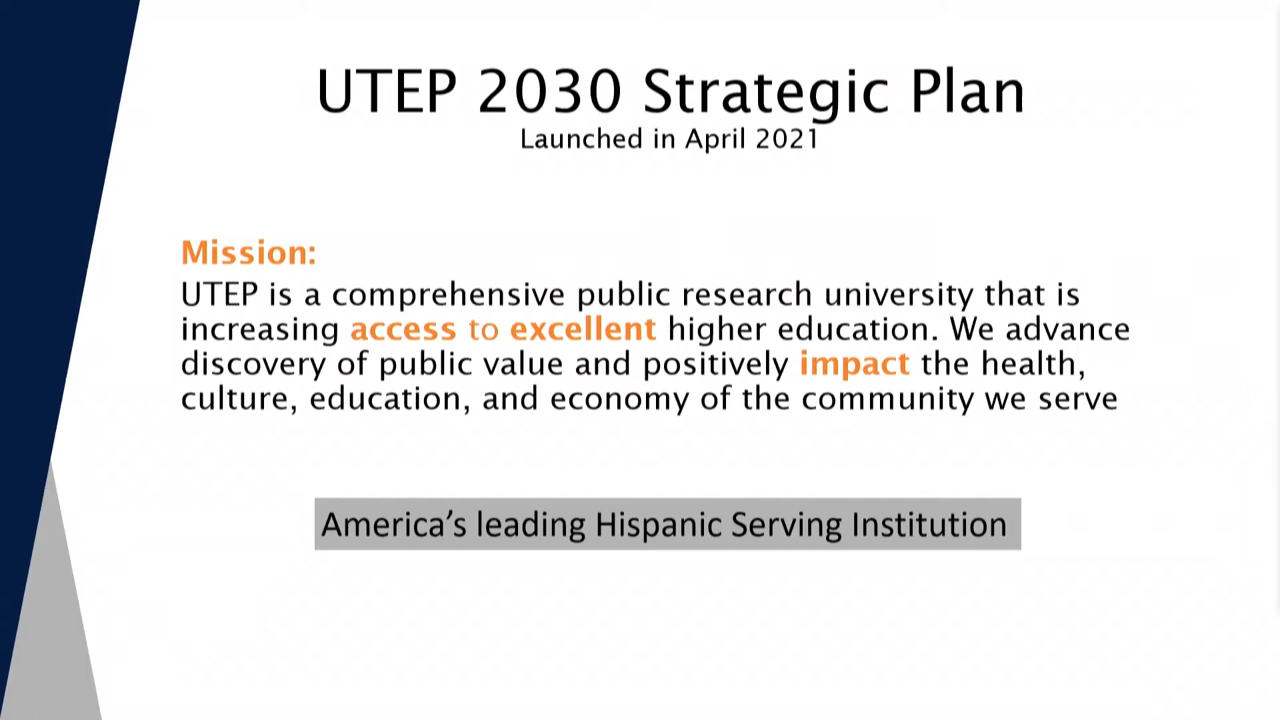 UTEP 2030 Strategic Plan
Launched in April 2021
Mission:
UTEP is a comprehensive public research university that is
increasing access to excellent higher education. We advance
discovery of public value and positively impact the health,
culture, education, and economy of the community we serve
America’s leading Hispanic Serving Institution